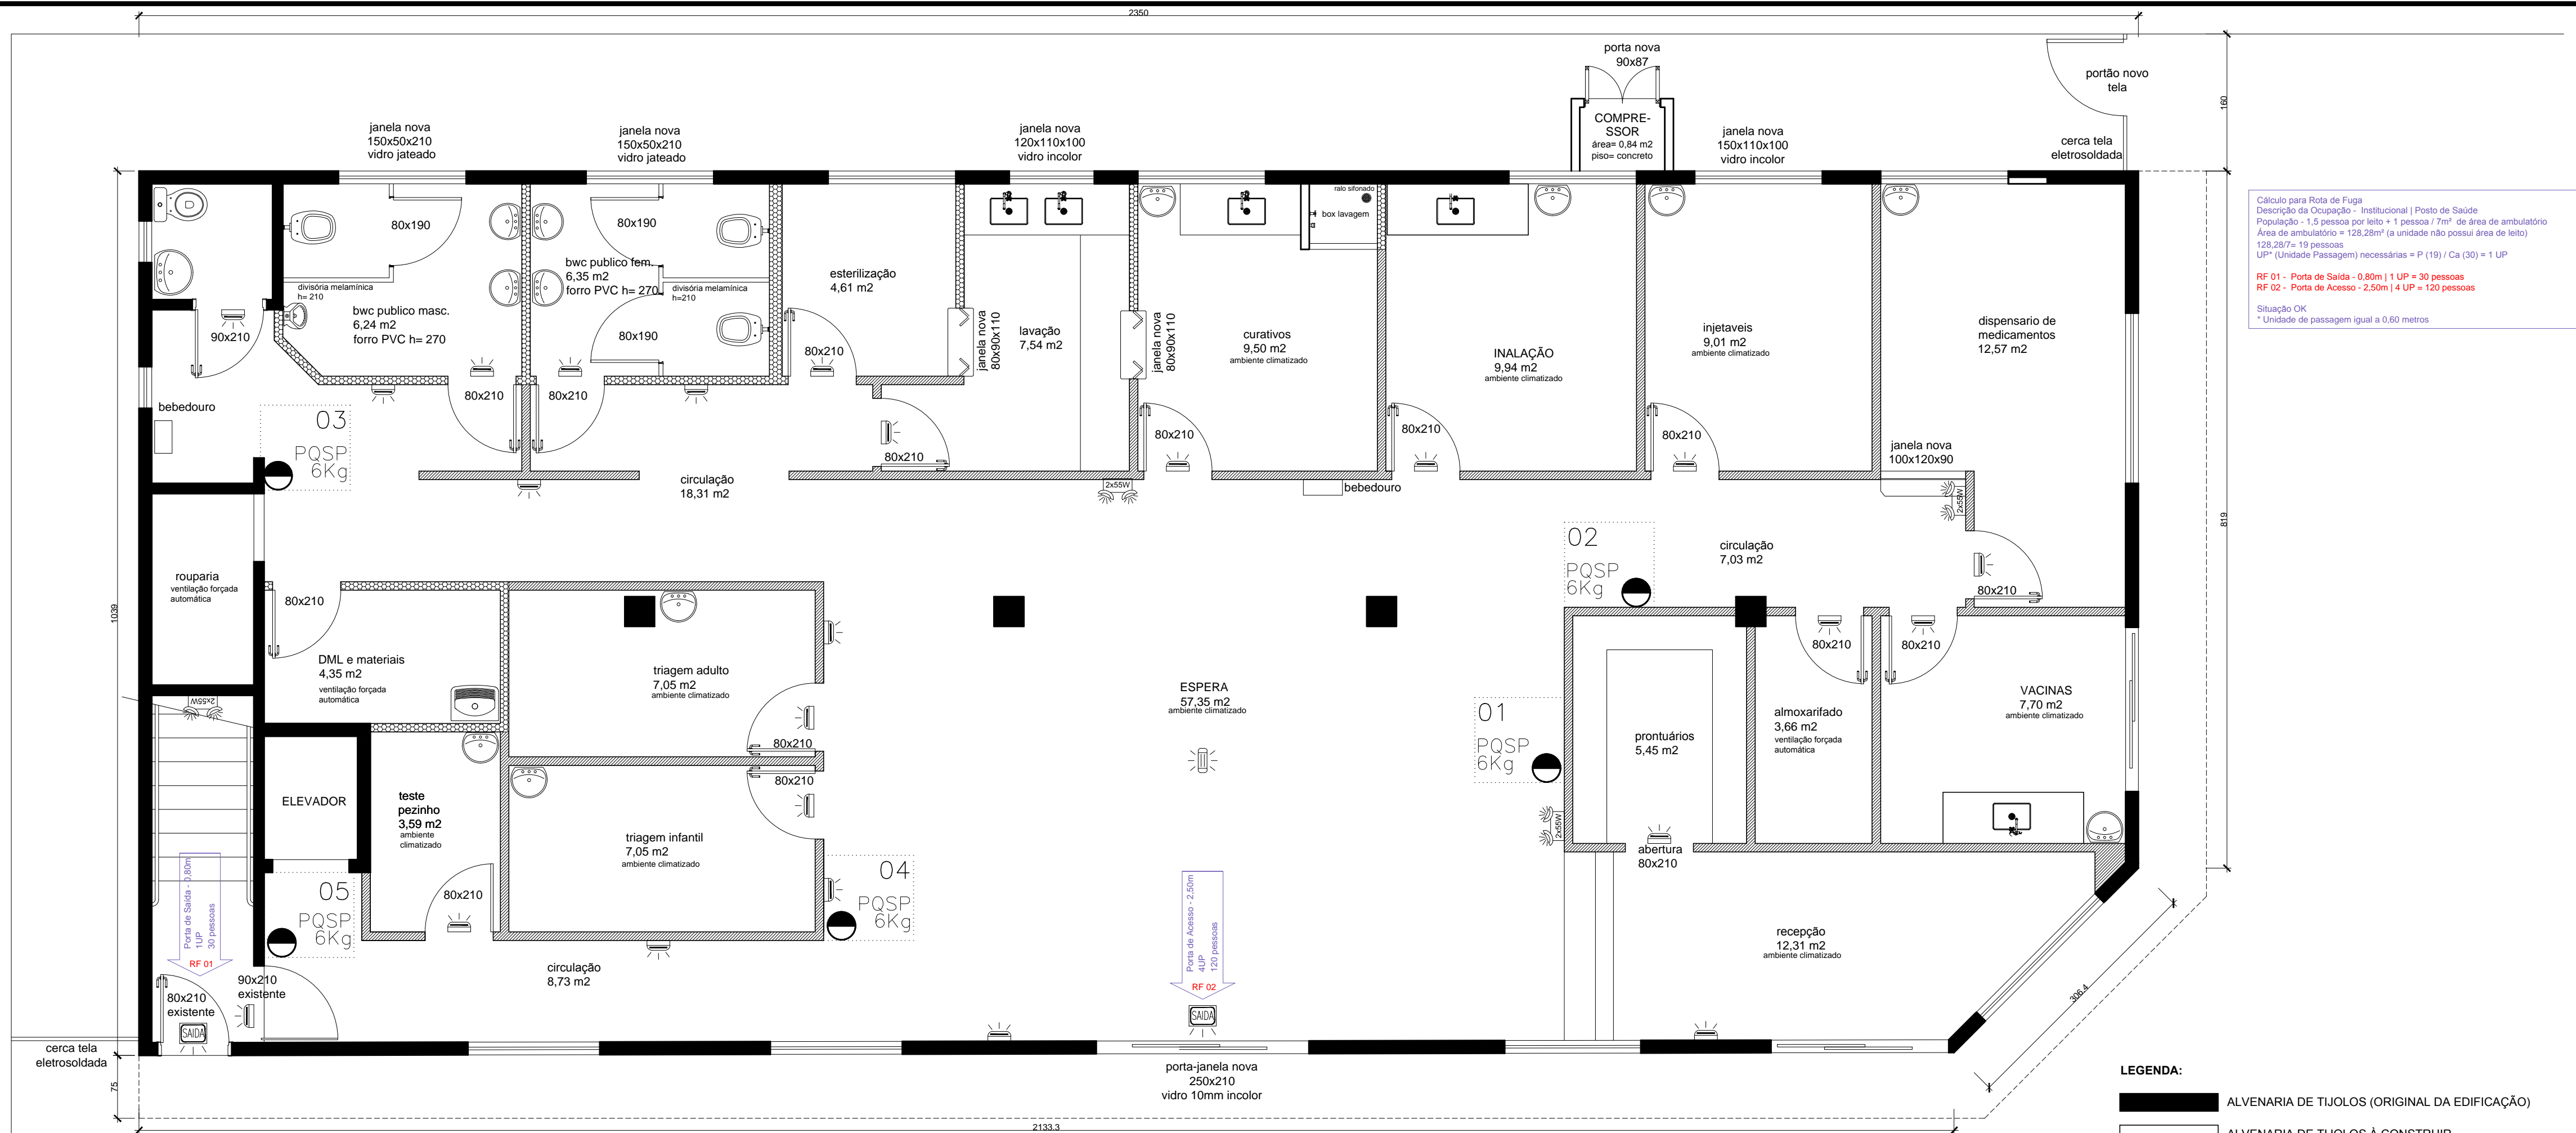 2350
porta nova
90x87
portão novo
tela
160
janela nova
150x50x210
vidro jateado
janela nova
150x50x210
vidro jateado
janela nova
120x110x100
vidro incolor
COMPRE-
SSOR
área= 0,84 m2
piso= concreto
janela nova
150x110x100
vidro incolor
cerca tela
eletrosoldada
Cálculo para Rota de Fuga
Descrição da Ocupação - Institucional | Posto de Saúde
População - 1,5 pessoa por leito + 1 pessoa / 7m² de área de ambulatório
Área de ambulatório = 128,28m² (a unidade não possui área de leito)
128,28/7= 19 pessoas
UP* (Unidade Passagem) necessárias = P (19) / Ca (30) = 1 UP
RF 01 - Porta de Saída - 0,80m | 1 UP = 30 pessoas
RF 02 - Porta de Acesso - 2,50m | 4 UP = 120 pessoas
Situação OK
* Unidade de passagem igual a 0,60 metros
80x190
divisória melamínica
h= 210
bwc publico masc.
6,24 m2
forro PVC h= 270
90x210
80x190
bwc publico fem.
6,35 m2
forro PVC h= 270
divisória melamínica
h=210
80x190
esterilização
4,61 m2
80x210
janela nova
80x90x110
lavação
7,54 m2
janela nova
80x90x110
ralo sifonado
box lavagem
curativos
9,50 m2
ambiente climatizado
INALAÇÃO
9,94 m2
ambiente climatizado
injetaveis
9,01 m2
ambiente climatizado
dispensario de
medicamentos
12,57 m2
bebedouro
03
PQSP
6Kg
80x210
80x210
80x210
80x210
80x210
80x210
janela nova
100x120x90
circulação
18,31 m2
2x55W
bebedouro
2x55W
819
1039
02
PQSP
6Kg
circulação
7,03 m2
80x210
rouparia
ventilação forçada
automática
80x210
DML e materiais
4,35 m2
ventilação forçada
automática
triagem adulto
7,05 m2
ambiente climatizado
80x210
ESPERA
57,35 m2
ambiente climatizado
01
PQSP
6Kg
prontuários
5,45 m2
80x210
almoxarifado
3,66 m2
ventilação forçada
automática
80x210
VACINAS
7,70 m2
ambiente climatizado
2x55W
ELEVADOR
teste
pezinho
3,59 m2
ambiente
climatizado
80x210
80x210
triagem infantil
7,05 m2
ambiente climatizado
2x55W
abertura
80x210
04
PQSP
6Kg
05
PQSP
6Kg
Porta de Saída - 0,80m
1UP
30 pessoas
RF 01
Porta de Acesso - 2,50m
4UP
120 pessoas
RF 02
recepção
12,31 m2
ambiente climatizado
circulação
8,73 m2
90x210
existente
80x210
existente
SAIDA
SAIDA
306.4
cerca tela
eletrosoldada
75
porta-janela nova
250x210
vidro 10mm incolor
2133.3
LEGENDA:
ALVENARIA DE TIJOLOS (ORIGINAL DA EDIFICAÇÃO)
ALVENARIA DE TIJOLOS À CONSTRUIR